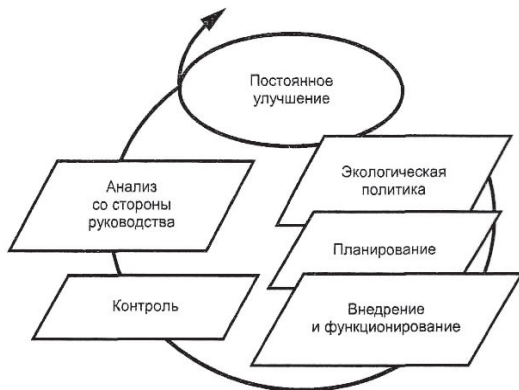 Постоянное
улучшение
Экологическая
политика
Планирование
Внедрение
и функционирование
Контроль
Анализ
со стороны
руководства